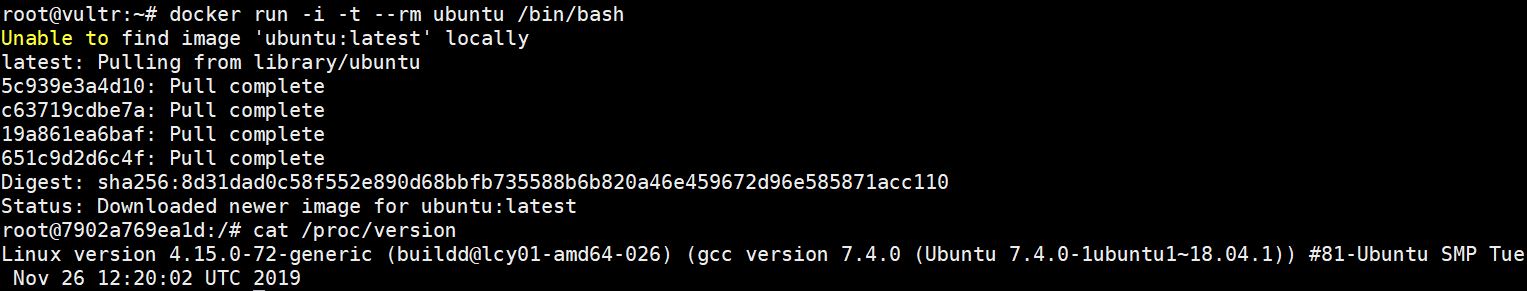 root@vultr:~# docker run -i -t --rm ubuntu /bin/bash
Unable to find image 'ubuntu:latest' locally
latest: Pulling from library/ubuntu
5c939e3a4d10: Pull complete
c63719cdbe7a: Pull complete
19a861ea6baf: Pull complete
651c9d2d6c4f: Pull complete
Digest: sha256:8d31dad0c58f552e890d68bbfb735588b6b820a46e459672d96e585871acc110
Status: Downloaded newer image for ubuntu:latest
root@7902a769ea1d:/# cat /proc/version
Linux version 4.15.0-72-generic (buildd@lcy01-amd64-026) (gcc version 7.4.0 (Ubuntu 7.4.0-1ubuntu1~18.04.1)) #81-Ubuntu SMP Tue
 Nov 26 12:20:02 UTC 2019